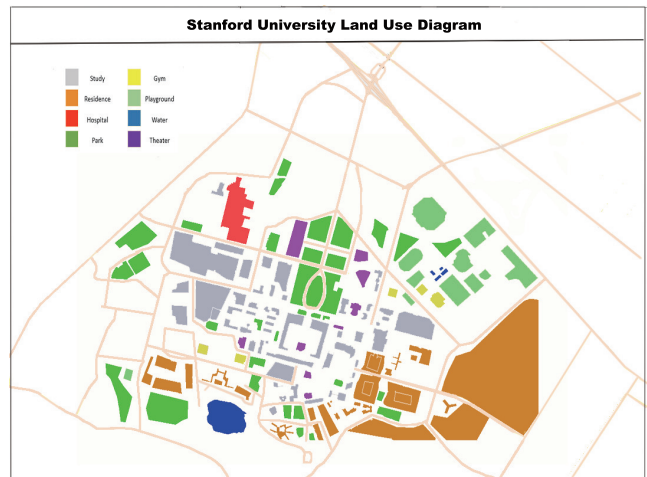 Stanford University Land Use Diagram
Study Gym
Residence Playground
Hospital Water
Park Theater